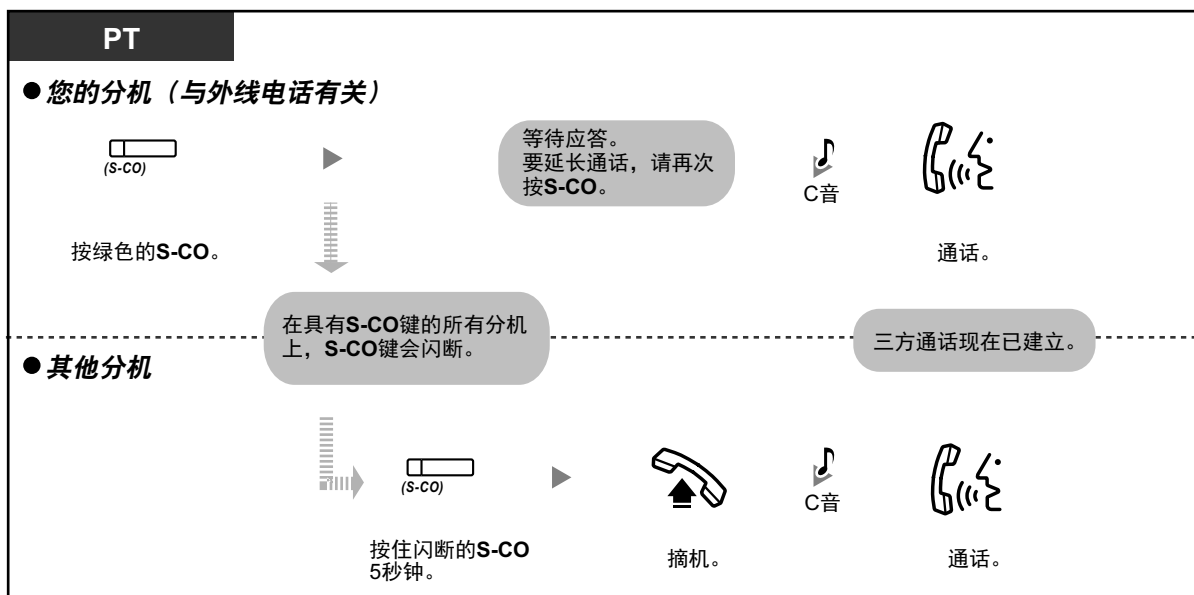 PT
●您的分机（与外线电话有关）
(S-CO)
等待应答。
要延长通话，请再次
按S-CO。
C音
按绿色的S-CO。
通话。
在具有S-CO键的所有分机
上，S-CO键会闪断。
三方通话现在已建立。
●其他分机
(S-CO)
C音
按住闪断的S-CO
5秒钟。
摘机。
通话。